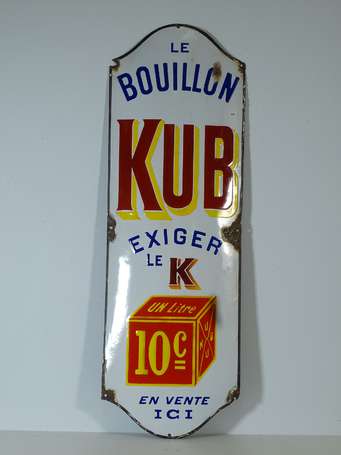 LE
BOUILLON
KUB
EXIGER
LE K
UN Litre
10c
EN VENTE
ICI